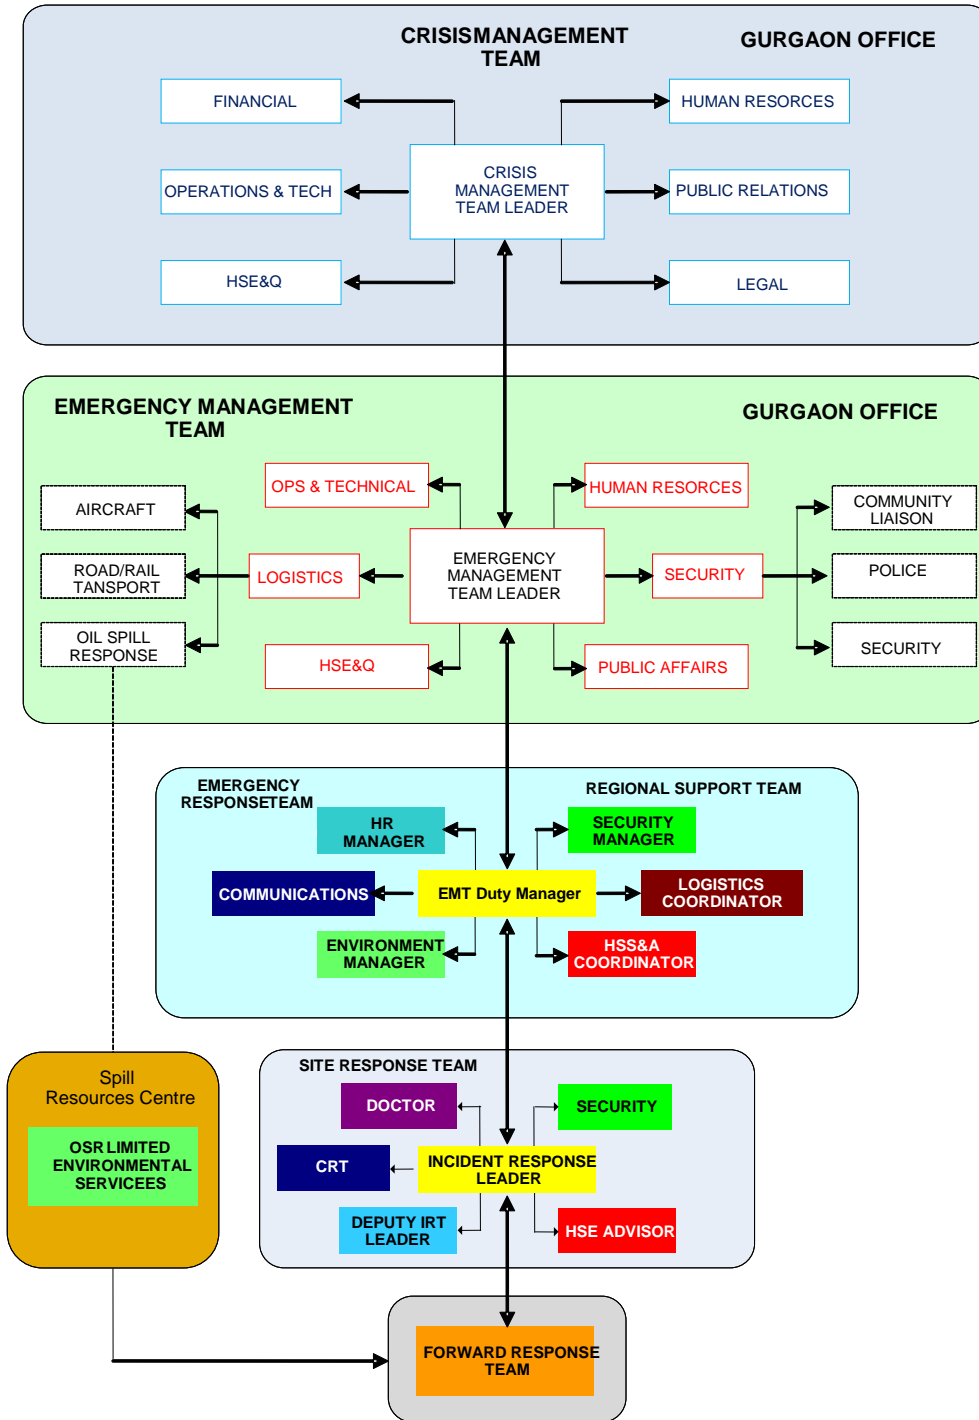 CRISISMANAGEMENT
TEAM
GURGAON OFFICE
FINANCIAL
HUMAN RESORCES
CRISIS
MANAGEMENT
TEAM LEADER
OPERATIONS & TECH
PUBLIC RELATIONS
HSE&Q
LEGAL
EMERGENCY MANAGEMENT
TEAM
GURGAON OFFICE
OPS & TECHNICAL
HUMAN RESORCES
AIRCRAFT
COMMUNITY
LIAISON
ROAD/RAIL
TANSPORT
LOGISTICS
EMERGENCY
MANAGEMENT
TEAM LEADER
SECURITY
POLICE
OIL SPILL
RESPONSE
HSE&Q
PUBLIC AFFAIRS
SECURITY
EMERGENCY
RESPONSETEAM
REGIONAL SUPPORT TEAM
HR
MANAGER
SECURITY
MANAGER
COMMUNICATIONS
EMT Duty Manager
LOGISTICS
COORDINATOR
ENVIRONMENT
MANAGER
HSS&A
COORDINATOR
SITE RESPONSE TEAM
Spill
Resources Centre
DOCTOR
SECURITY
OSR LIMITED
ENVIRONMENTAL
SERVICEES
CRT
INCIDENT RESPONSE
LEADER
DEPUTY IRT
LEADER
HSE ADVISOR
FORWARD RESPONSE
TEAM